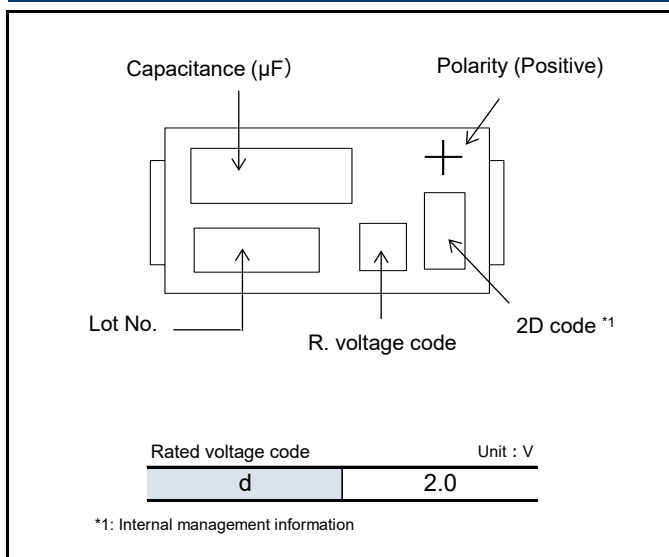 Capacitance (μF)
Polarity (Positive)
+
Lot No.
R. voltage code
2D code *1
Rated voltage code Unit : V
d 2.0
*1: Internal management information